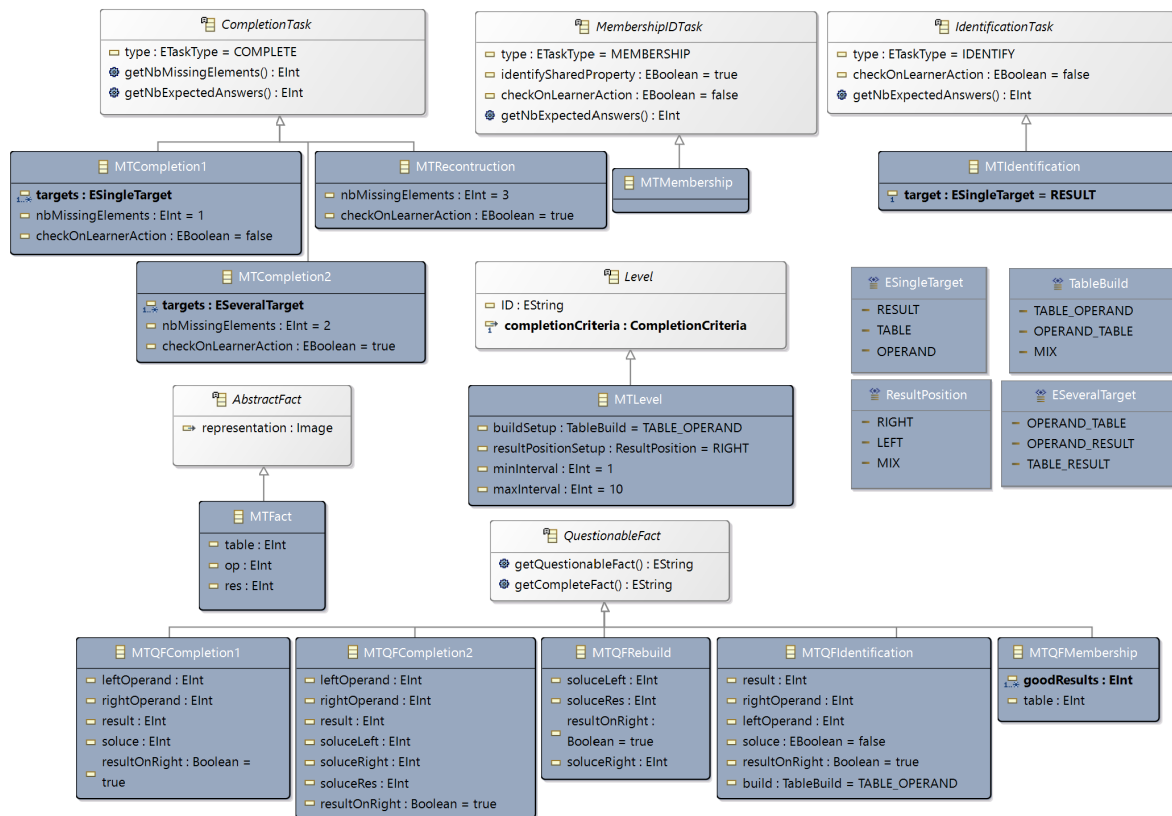 CompletionTask
type : ETaskType = COMPLETE
getNbMissingElements() : EInt
getNbExpectedAnswers() : EInt
MembershipIDTask
type : ETaskType = MEMBERSHIP
identifySharedProperty : EBoolean = true
checkOnLearnerAction : EBoolean = false
getNbExpectedAnswers() : EInt
IdentificationTask
type : ETaskType = IDENTIFY
checkOnLearnerAction : EBoolean = false
getNbExpectedAnswers() : EInt
MTCompletion1
1..* targets : ESingleTarget
nbMissingElements : EInt = 1
checkOnLearnerAction : EBoolean = false
MTRecontruction
nbMissingElements : EInt = 3
checkOnLearnerAction : EBoolean = true
MTMembership
MTIdentification
1 target : ESingleTarget = RESULT
MTCompletion2
1..* targets : ESeveralTarget
nbMissingElements : EInt = 2
checkOnLearnerAction : EBoolean = true
Level
ID : EString
1 completionCriteria : CompletionCriteria
ESingleTarget
RESULT
TABLE
OPERAND
TableBuild
TABLE_OPERAND
OPERAND_TABLE
MIX
AbstractFact
representation : Image
MTLevel
buildSetup : TableBuild = TABLE_OPERAND
resultPositionSetup : ResultPosition = RIGHT
minInterval : EInt = 1
maxInterval : EInt = 10
ResultPosition
RIGHT
LEFT
MIX
ESeveralTarget
OPERAND_TABLE
OPERAND_RESULT
TABLE_RESULT
MTFact
table : EInt
op : EInt
res : EInt
QuestionableFact
getQuestionableFact() : EString
getCompleteFact() : EString
MTQFCompletion1
leftOperand : EInt
rightOperand : EInt
result : EInt
soluce : EInt
resultOnRight : Boolean =
true
MTQFCompletion2
leftOperand : EInt
rightOperand : EInt
result : EInt
soluceLeft : EInt
soluceRight : EInt
soluceRes : EInt
resultOnRight : Boolean = true
MTQFRebuild
soluceLeft : EInt
soluceRes : EInt
resultOnRight :
Boolean = true
soluceRight : EInt
MTQFIdentification
result : EInt
rightOperand : EInt
leftOperand : EInt
soluce : EBoolean = false
resultOnRight : Boolean = true
build : TableBuild = TABLE_OPERAND
MTQFMembership
1..* goodResults : EInt
table : EInt